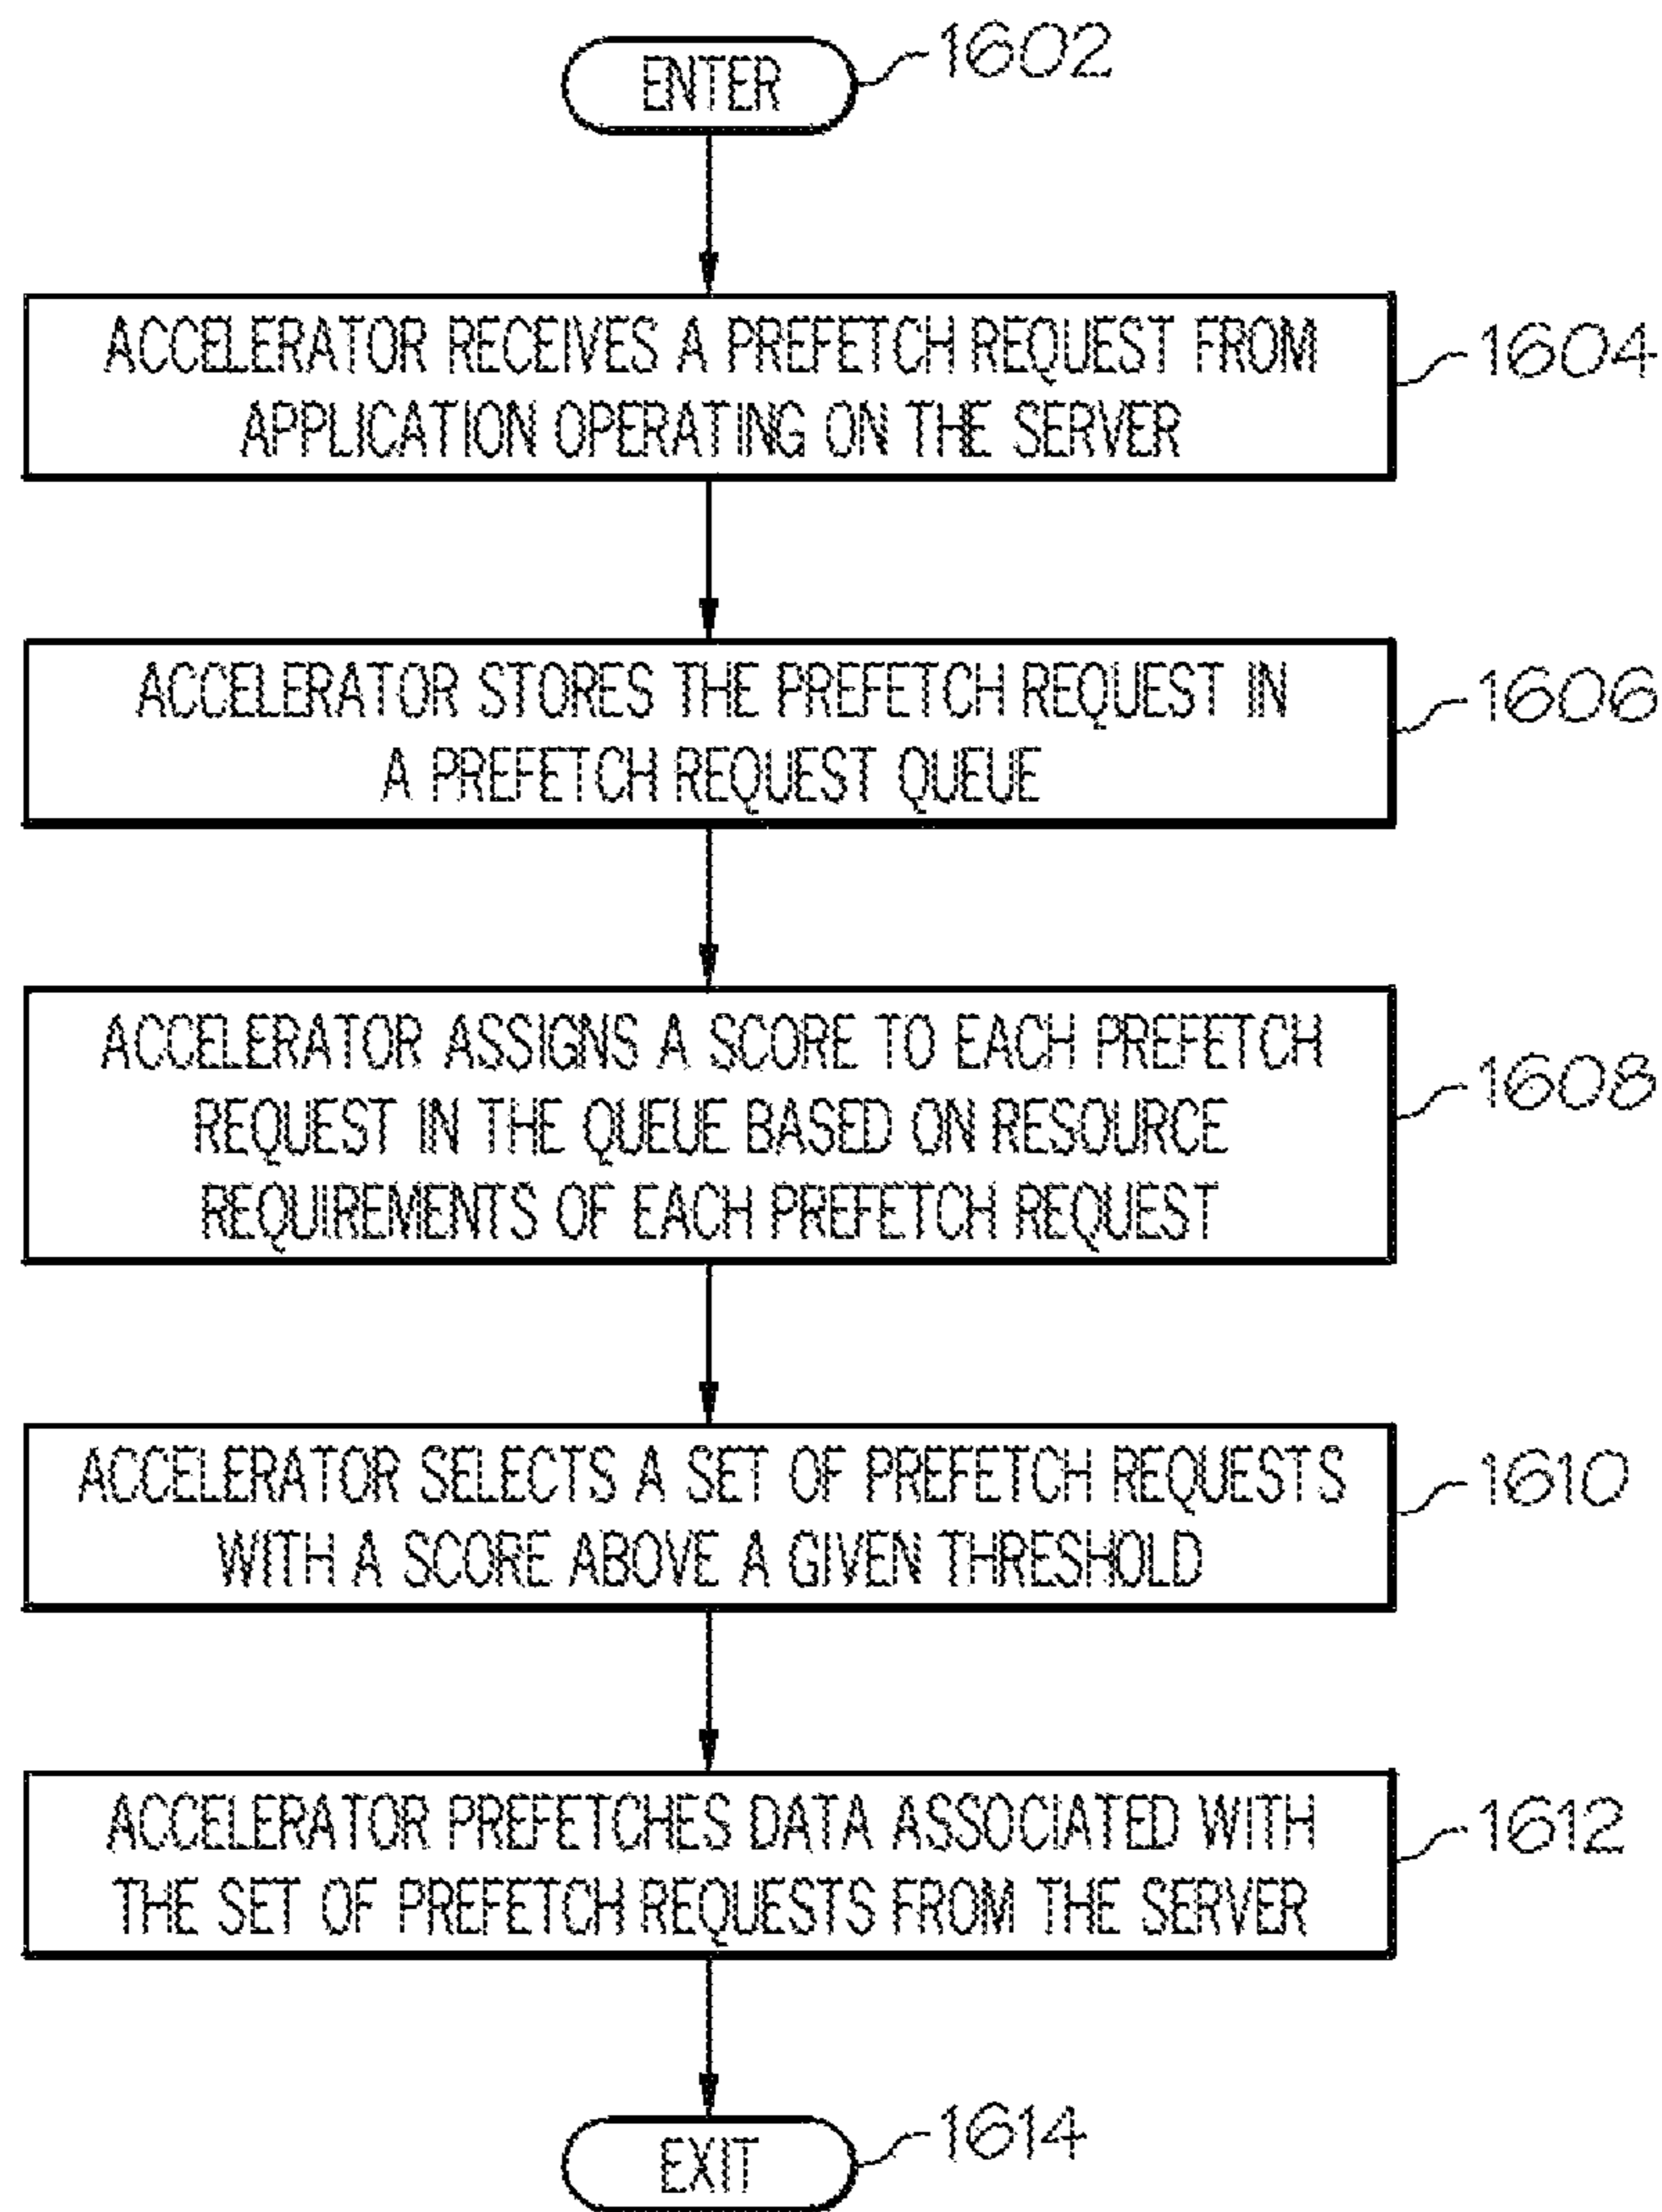 ENTER
1602
ACCELERATOR RECEIVES A PREFETCH REQUEST FROM
APPLICATION OPERATING ON THE SERVER
1604
ACCELERATOR STORES THE PREFETCH REQUEST IN
A PREFETCH REQUEST QUEUE
1606
ACCELERATOR ASSIGNS A SCORE TO EACH PREFETCH
REQUEST IN THE QUEUE BASED ON RESOURCE
REQUIREMENTS OF EACH PREFETCH REQUEST
1608
ACCELERATOR SELECTS A SET OF PREFETCH REQUESTS
WITH A SCORE ABOVE A GIVEN THRESHOLD
1610
ACCELERATOR PREFETCHES DATA ASSOCIATED WITH
THE SET OF PREFETCH REQUESTS FROM THE SERVER
1612
EXIT
1614